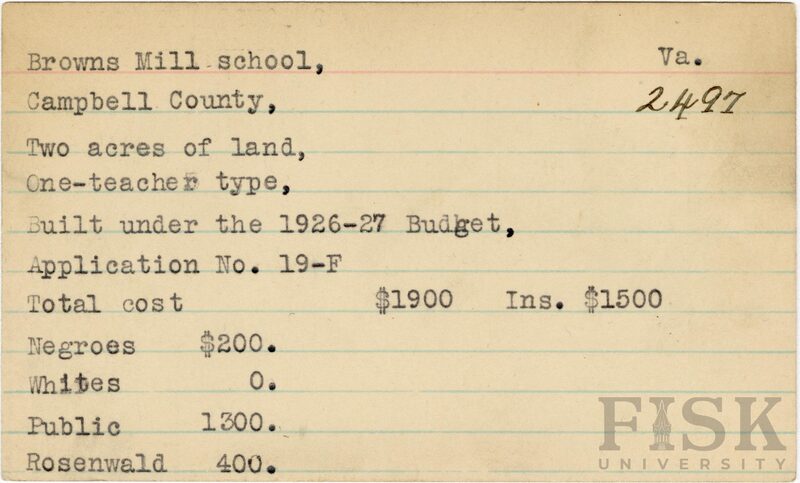 Browns Mill school, Va.
Campbell County, 2497
Two acres of land,
One-teacher type,
Built under the 1926-27 Budget,
Application No. 19-F
Total cost $1900 Ins. $1500
Negroes $200.
Whites 0.
Public 1300.
Rosenwald 400.
FISK
UNIVERSITY